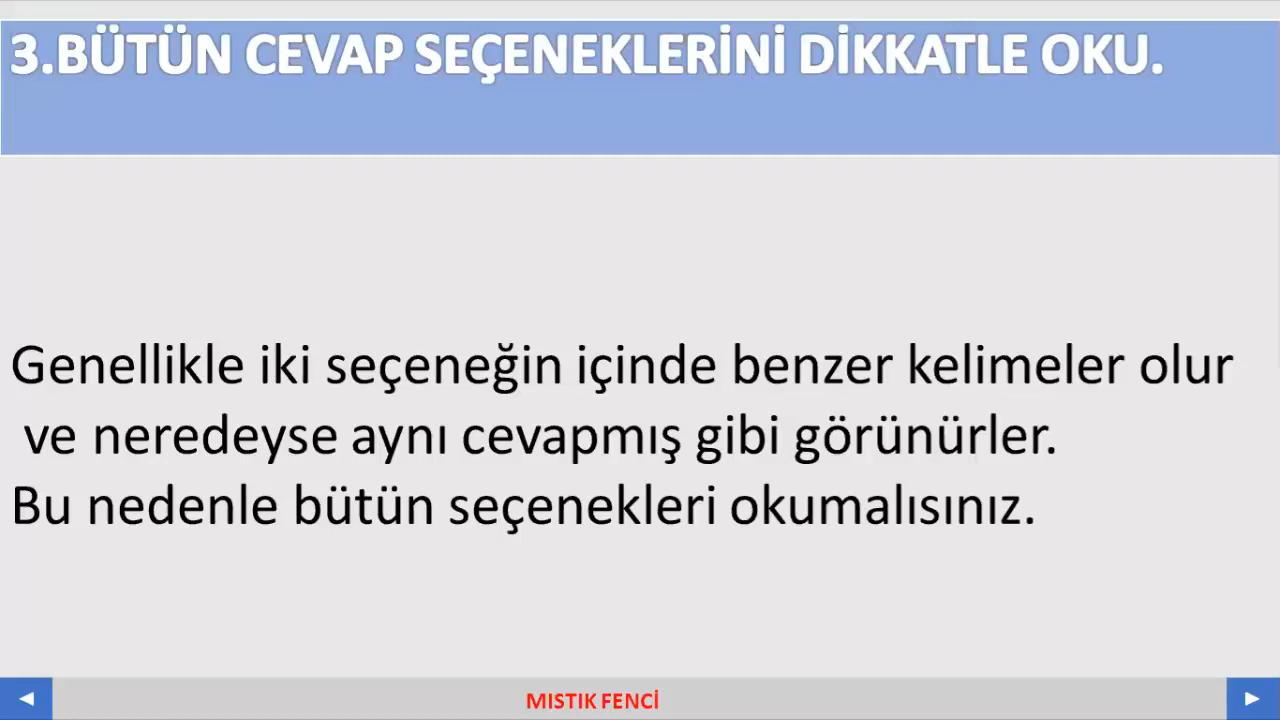 3.BÜTÜN CEVAP SEÇENEKLERİNİ DİKKATLE OKU.
Genellikle iki seçeneğin içinde benzer kelimeler olur
ve neredeyse aynı cevapmış gibi görünürler.
Bu nedenle bütün seçenekleri okumalısınız.
MISTIK FENCİ